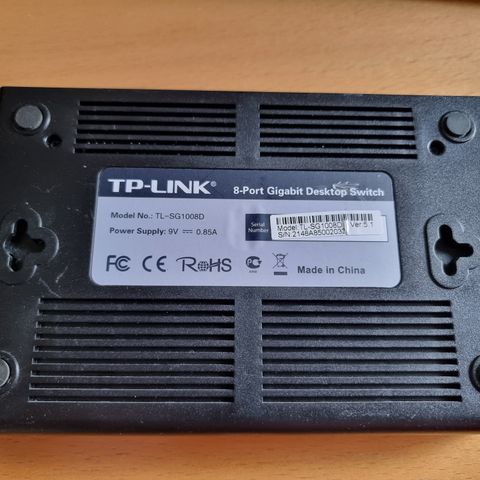 TP-LINK®
8-Port Gigabit Desktop Switch
Model No.: TL-SG1008D
Power Supply: 9V ⎓ 0.85A
Serial Number
Model:TL-SG1008D Ver:5.1
S/N:2148A85002030
FC CE RoHS
Made in China